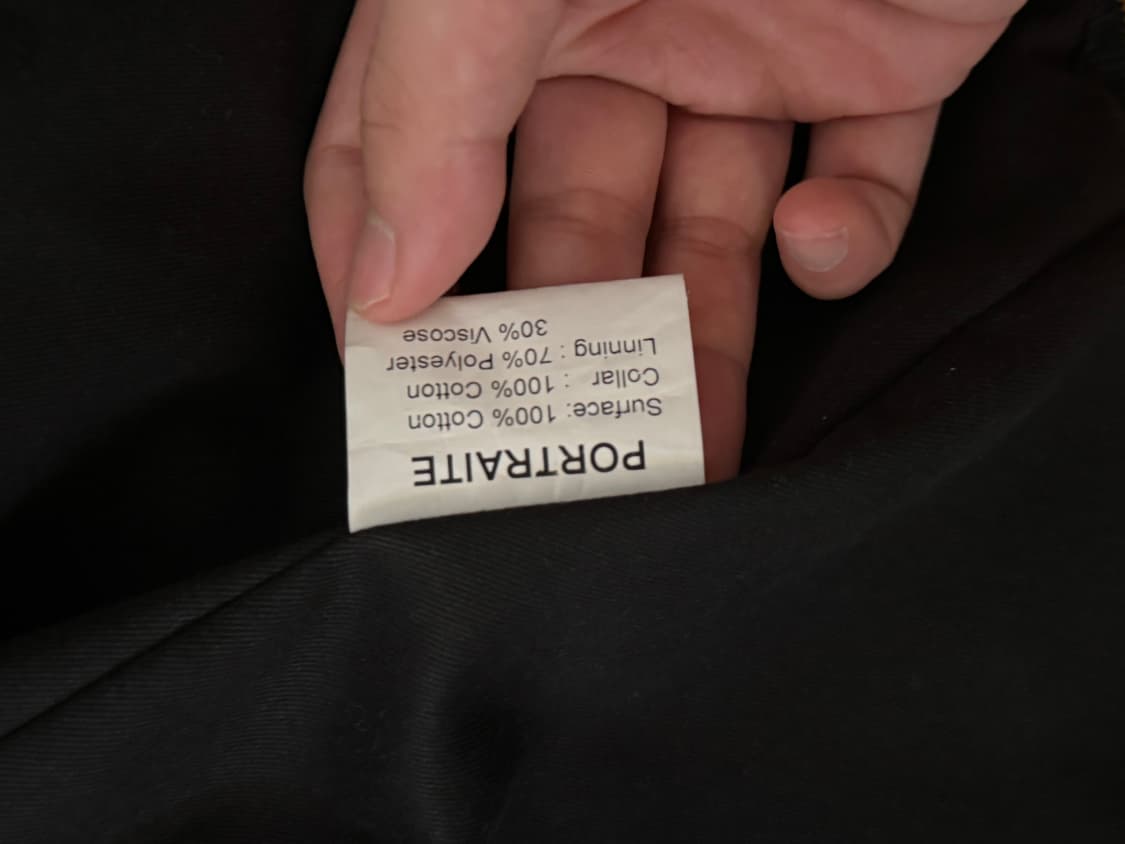 PORTRAITE
Surface: 100% Cotton
Collar : 100% Cotton
Linning : 70% Polyester
30% Viscose